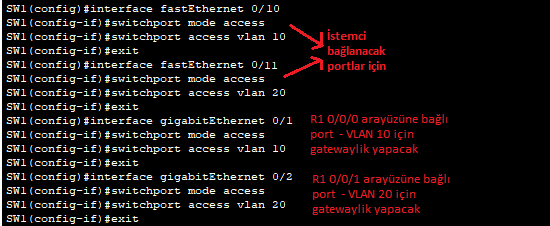 SW1(config)#interface fastEthernet 0/10
SW1(config-if)#switchport mode access
SW1(config-if)#switchport access vlan 10
SW1(config-if)#exit
SW1(config)#interface fastEthernet 0/11
SW1(config-if)#switchport mode access
SW1(config-if)#switchport access vlan 20
SW1(config-if)#exit
İstemci
bağlanacak
portlar için
SW1(config)#interface gigabitEthernet 0/1
SW1(config-if)#switchport mode access
SW1(config-if)#switchport access vlan 10
SW1(config-if)#exit
R1 0/0/0 arayüzüne bağlı
port - VLAN 10 için
gatewaylik yapacak
SW1(config)#interface gigabitEthernet 0/2
SW1(config-if)#switchport mode access
SW1(config-if)#switchport access vlan 20
SW1(config-if)#exit
R1 0/0/1 arayüzüne bağlı
port - VLAN 20 için
gatewaylik yapacak